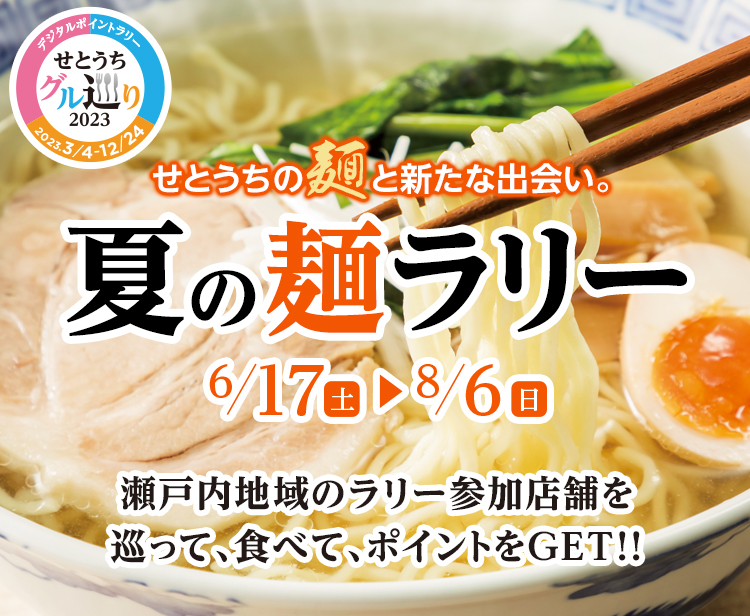 デジタルポイントラリー
せとうち
グル巡り
2023
2023.3/4-12/24
せとうちの麺と新たな出会い。
夏の麺ラリー
6/17土▶8/6日
瀬戸内地域のラリー参加店舗を
巡って、食べて、ポイントをGET!!